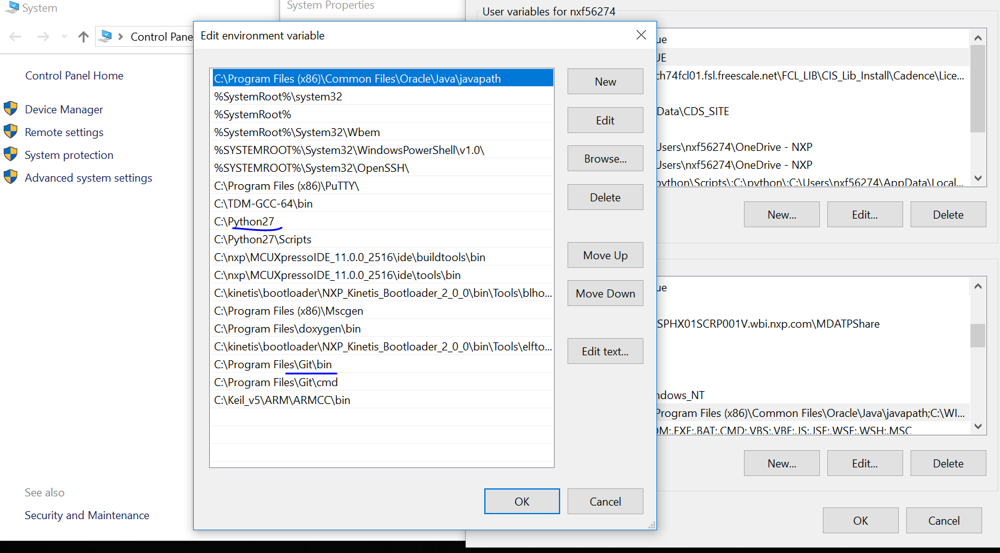 System
System Properties
Control Pane
Control Panel Home
Device Manager
Remote settings
System protection
Advanced system settings
See also
Security and Maintenance
Edit environment variable
C:\Program Files (x86)\Common Files\Oracle\Java\javapath
%SystemRoot%\system32
%SystemRoot%
%SystemRoot%\System32\Wbem
%SYSTEMROOT%\System32\WindowsPowerShell\v1.0\
%SYSTEMROOT%\System32\OpenSSH\
C:\Program Files (x86)\PuTTY\
C:\TDM-GCC-64\bin
C:\Python27
C:\Python27\Scripts
C:\nxp\MCUXpressoIDE_11.0.0_2516\ide\buildtools\bin
C:\nxp\MCUXpressoIDE_11.0.0_2516\ide\tools\bin
C:\kinetis\bootloader\NXP_Kinetis_Bootloader_2_0_0\bin\Tools\blho...
C:\Program Files (x86)\Mscgen
C:\Program Files\doxygen\bin
C:\kinetis\bootloader\NXP_Kinetis_Bootloader_2_0_0\bin\Tools\elfto...
C:\Program Files\Git\bin
C:\Program Files\Git\cmd
C:\Keil_v5\ARM\ARMCC\bin
New
Edit
Browse...
Delete
Move Up
Move Down
Edit text...
OK
Cancel
User variables for nxf56274
ue
UE
ch74fcl01.fsl.freescale.net\FCL_LIB\CIS_Lib_Install\Cadence\Lice...
Data\CDS_SITE
Users\nxf56274\OneDrive - NXP
Users\nxf56274\OneDrive - NXP
python\Scripts\;C:\python\;C:\Users\nxf56274\AppData\Local...
New...
Edit...
Delete
ue
SPHX01SCRP001V.wbi.nxp.com\MDATPShare
ndows_NT
Program Files (x86)\Common Files\Oracle\Java\javapath;C:\WI...
OM;.EXE;.BAT;.CMD;.VBS;.VBE;.JS;.JSE;.WSF;.WSH;.MSC
New...
Edit...
Delete
OK
Cancel